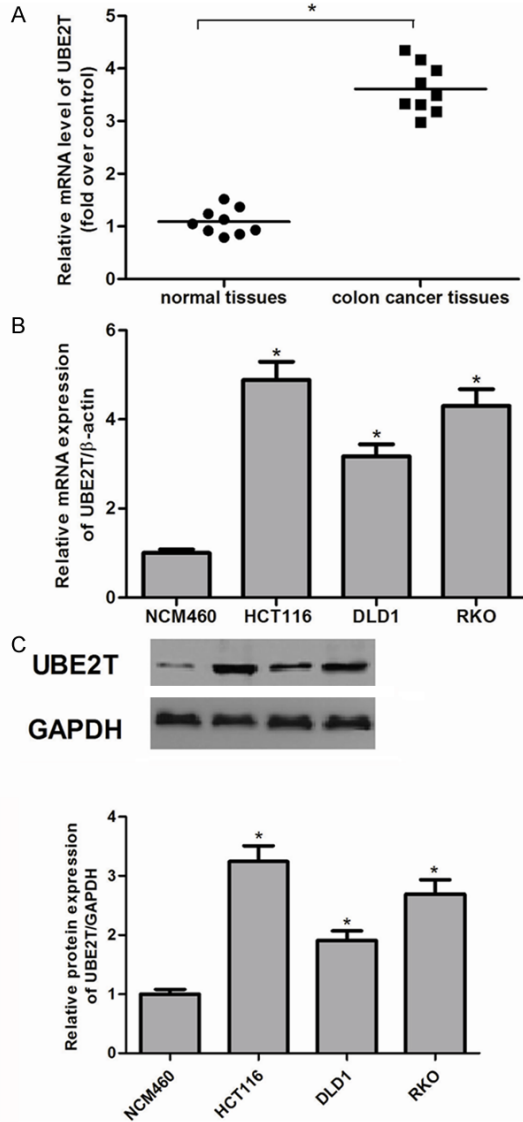 A
*
Relative mRNA level of UBE2T
(fold over control)
5
4
3
2
1
0
normal tissues
colon cancer tissues
B
Relative mRNA expression
of UBE2T/β-actin
6
4
2
0
*
*
*
NCM460
HCT116
DLD1
RKO
C
UBE2T
GAPDH
Relative protein expression
of UBE2T/GAPDH
4
3
2
1
0
*
*
*
NCM460
HCT116
DLD1
RKO